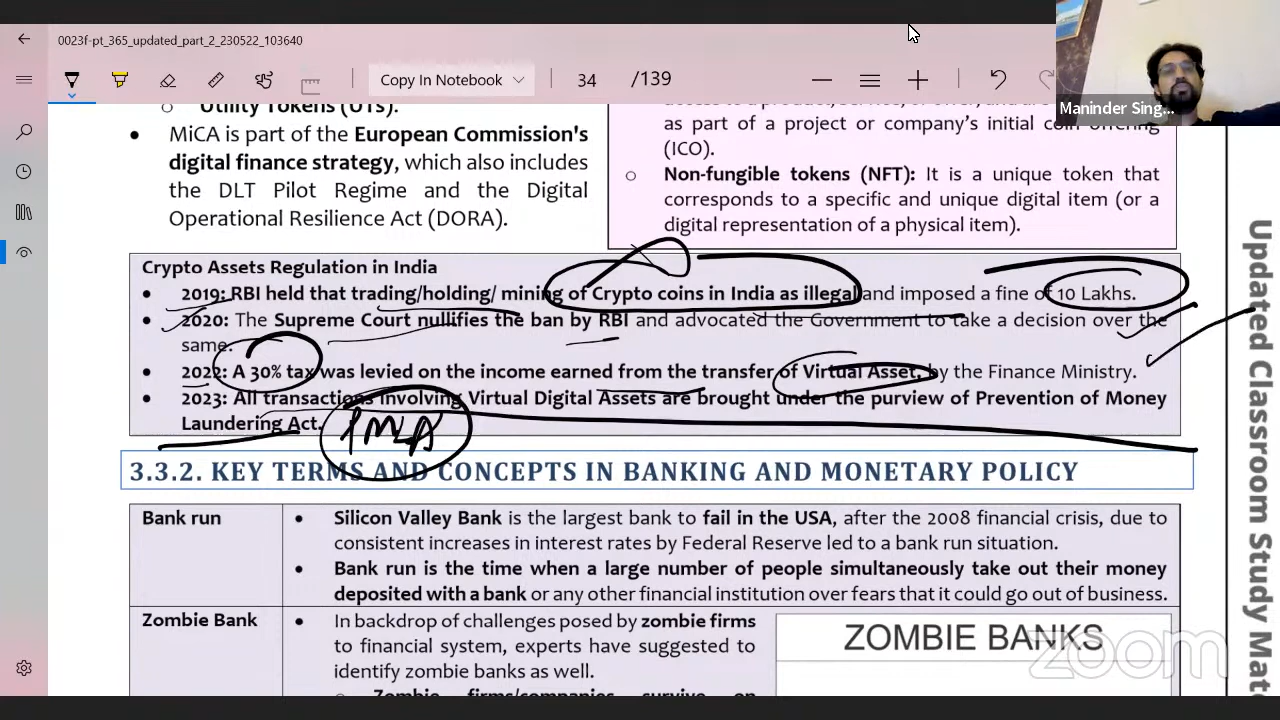 0023f-pt_365_updated_part_2_230522_103640
Copy In Notebook
34 /139
Maninder Sing...
Utility Tokens (UTs).
MiCA is part of the European Commission's
digital finance strategy, which also includes
the DLT Pilot Regime and the Digital
Operational Resilience Act (DORA).
as part of a project or company's initial coin offering
(ICO).
Non-fungible tokens (NFT): It is a unique token that
corresponds to a specific and unique digital item (or a
digital representation of a physical item).
Crypto Assets Regulation in India
2019: RBI held that trading/holding/ mining of Crypto coins in India as illegal and imposed a fine of 10 Lakhs.
2020: The Supreme Court nullifies the ban by RBI and advocated the Government to take a decision over the
same.
2022: A 30% tax was levied on the income earned from the transfer of Virtual Asset, by the Finance Ministry.
2023: All transactions involving Virtual Digital Assets are brought under the purview of Prevention of Money
Laundering Act.
PMLA
3.3.2. KEY TERMS AND CONCEPTS IN BANKING AND MONETARY POLICY
Bank run
Silicon Valley Bank is the largest bank to fail in the USA, after the 2008 financial crisis, due to
consistent increases in interest rates by Federal Reserve led to a bank run situation.
Bank run is the time when a large number of people simultaneously take out their money
deposited with a bank or any other financial institution over fears that it could go out of business.
Zombie Bank
In backdrop of challenges posed by zombie firms
to financial system, experts have suggested to
identify zombie banks as well.
Zombie firms/companies survive on
ZOMBIE BANKS
zoom
Updated Classroom Study Mat